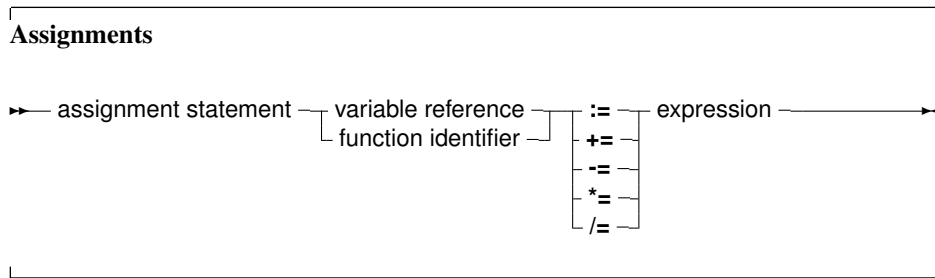 Assignments
assignment statement variable reference := expression
function identifier +=
-=
*=
/=